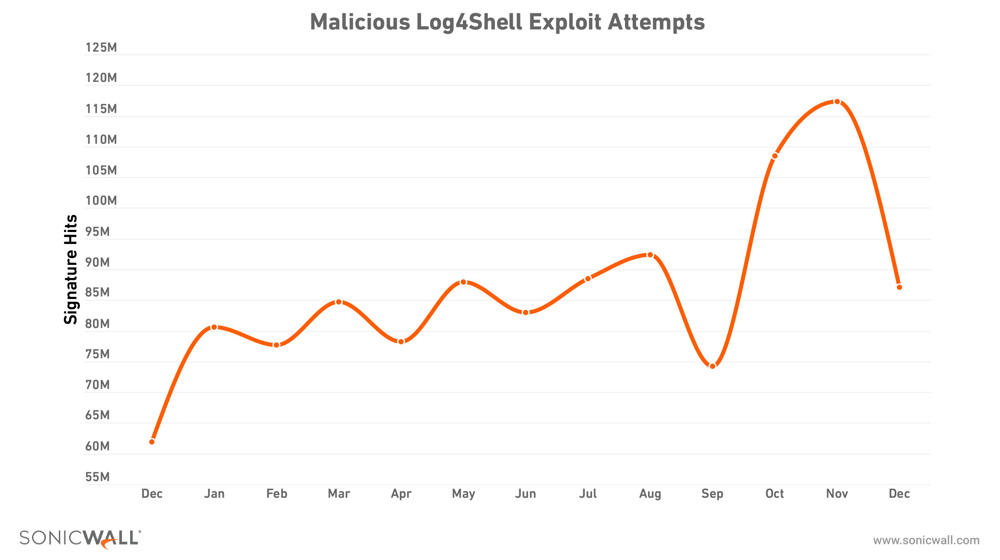 Malicious Log4Shell Exploit Attempts
125M
120M
115M
110M
105M
100M
95M
90M
85M
80M
75M
70M
65M
60M
55M
Signature Hits
Dec Jan Feb Mar Apr May Jun Jul Aug Sep Oct Nov Dec
SONICWALL®
www.sonicwall.com